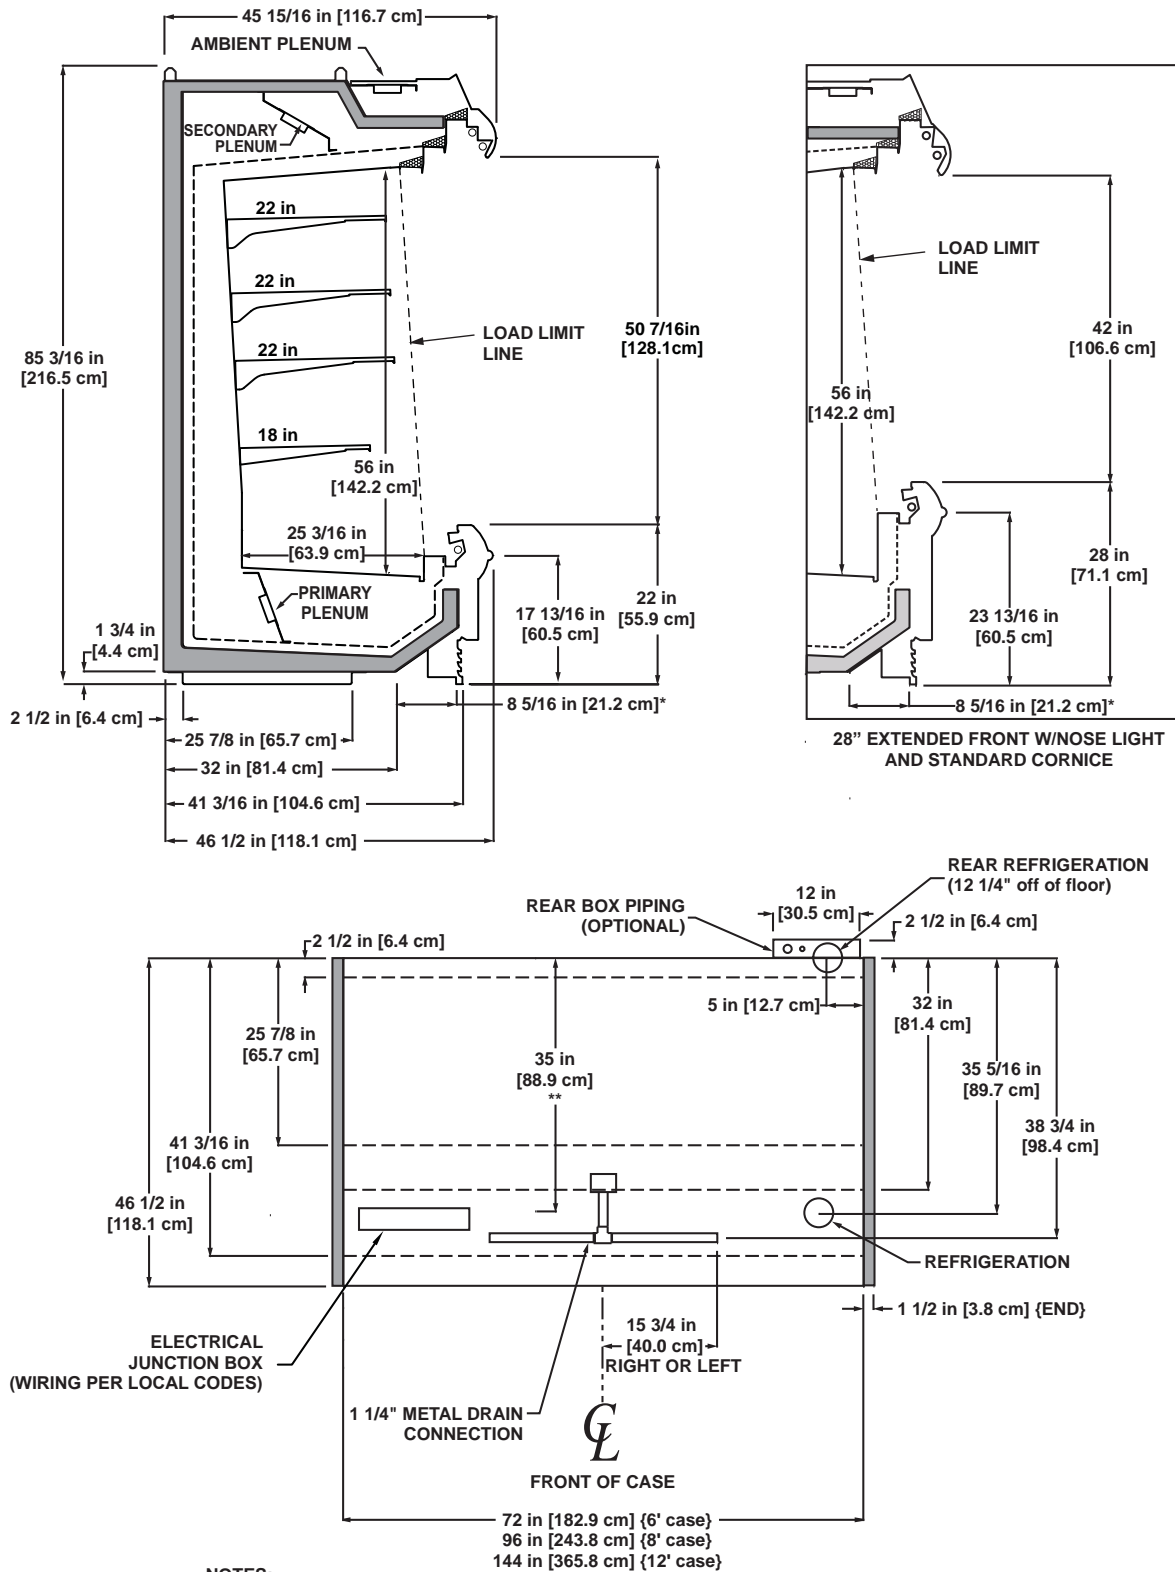 45 15/16 in [116.7 cm]
AMBIENT PLENUM
SECONDARY
PLENUM
22 in
22 in
22 in
18 in
LOAD LIMIT
LINE
50 7/16in
[128.1cm]
85 3/16 in
[216.5 cm]
56 in
[142.2 cm]
25 3/16 in
[63.9 cm]
PRIMARY
PLENUM
17 13/16 in
[60.5 cm]
22 in
[55.9 cm]
1 3/4 in
[4.4 cm]
2 1/2 in [6.4 cm]
8 5/16 in [21.2 cm]*
25 7/8 in [65.7 cm]
32 in [81.4 cm]
41 3/16 in [104.6 cm]
46 1/2 in [118.1 cm]
LOAD LIMIT
LINE
42 in
[106.6 cm]
56 in
[142.2 cm]
28 in
[71.1 cm]
23 13/16 in
[60.5 cm]
8 5/16 in [21.2 cm]*
28” EXTENDED FRONT W/NOSE LIGHT
AND STANDARD CORNICE
REAR REFRIGERATION
(12 1/4" off of floor)
12 in
[30.5 cm]
REAR BOX PIPING
(OPTIONAL)
2 1/2 in [6.4 cm]
2 1/2 in [6.4 cm]
5 in [12.7 cm]
32 in
[81.4 cm]
25 7/8 in
[65.7 cm]
35 in
[88.9 cm]
**
35 5/16 in
[89.7 cm]
38 3/4 in
[98.4 cm]
41 3/16 in
[104.6 cm]
46 1/2 in
[118.1 cm]
REFRIGERATION
1 1/2 in [3.8 cm] {END}
15 3/4 in
[40.0 cm]
RIGHT OR LEFT
ELECTRICAL
JUNCTION BOX
(WIRING PER LOCAL CODES)
1 1/4" METAL DRAIN
CONNECTION
CL
FRONT OF CASE
72 in [182.9 cm] {6' case}
96 in [243.8 cm] {8' case}
144 in [365.8 cm] {12' case}